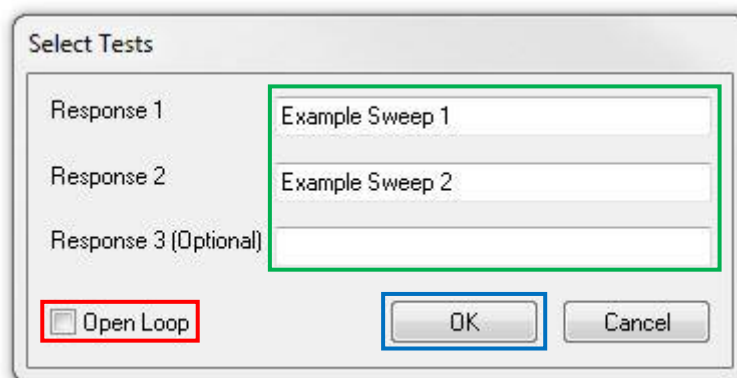 Select Tests
Response 1 Example Sweep 1
Response 2 Example Sweep 2
Response 3 (Optional)
Open Loop OK Cancel